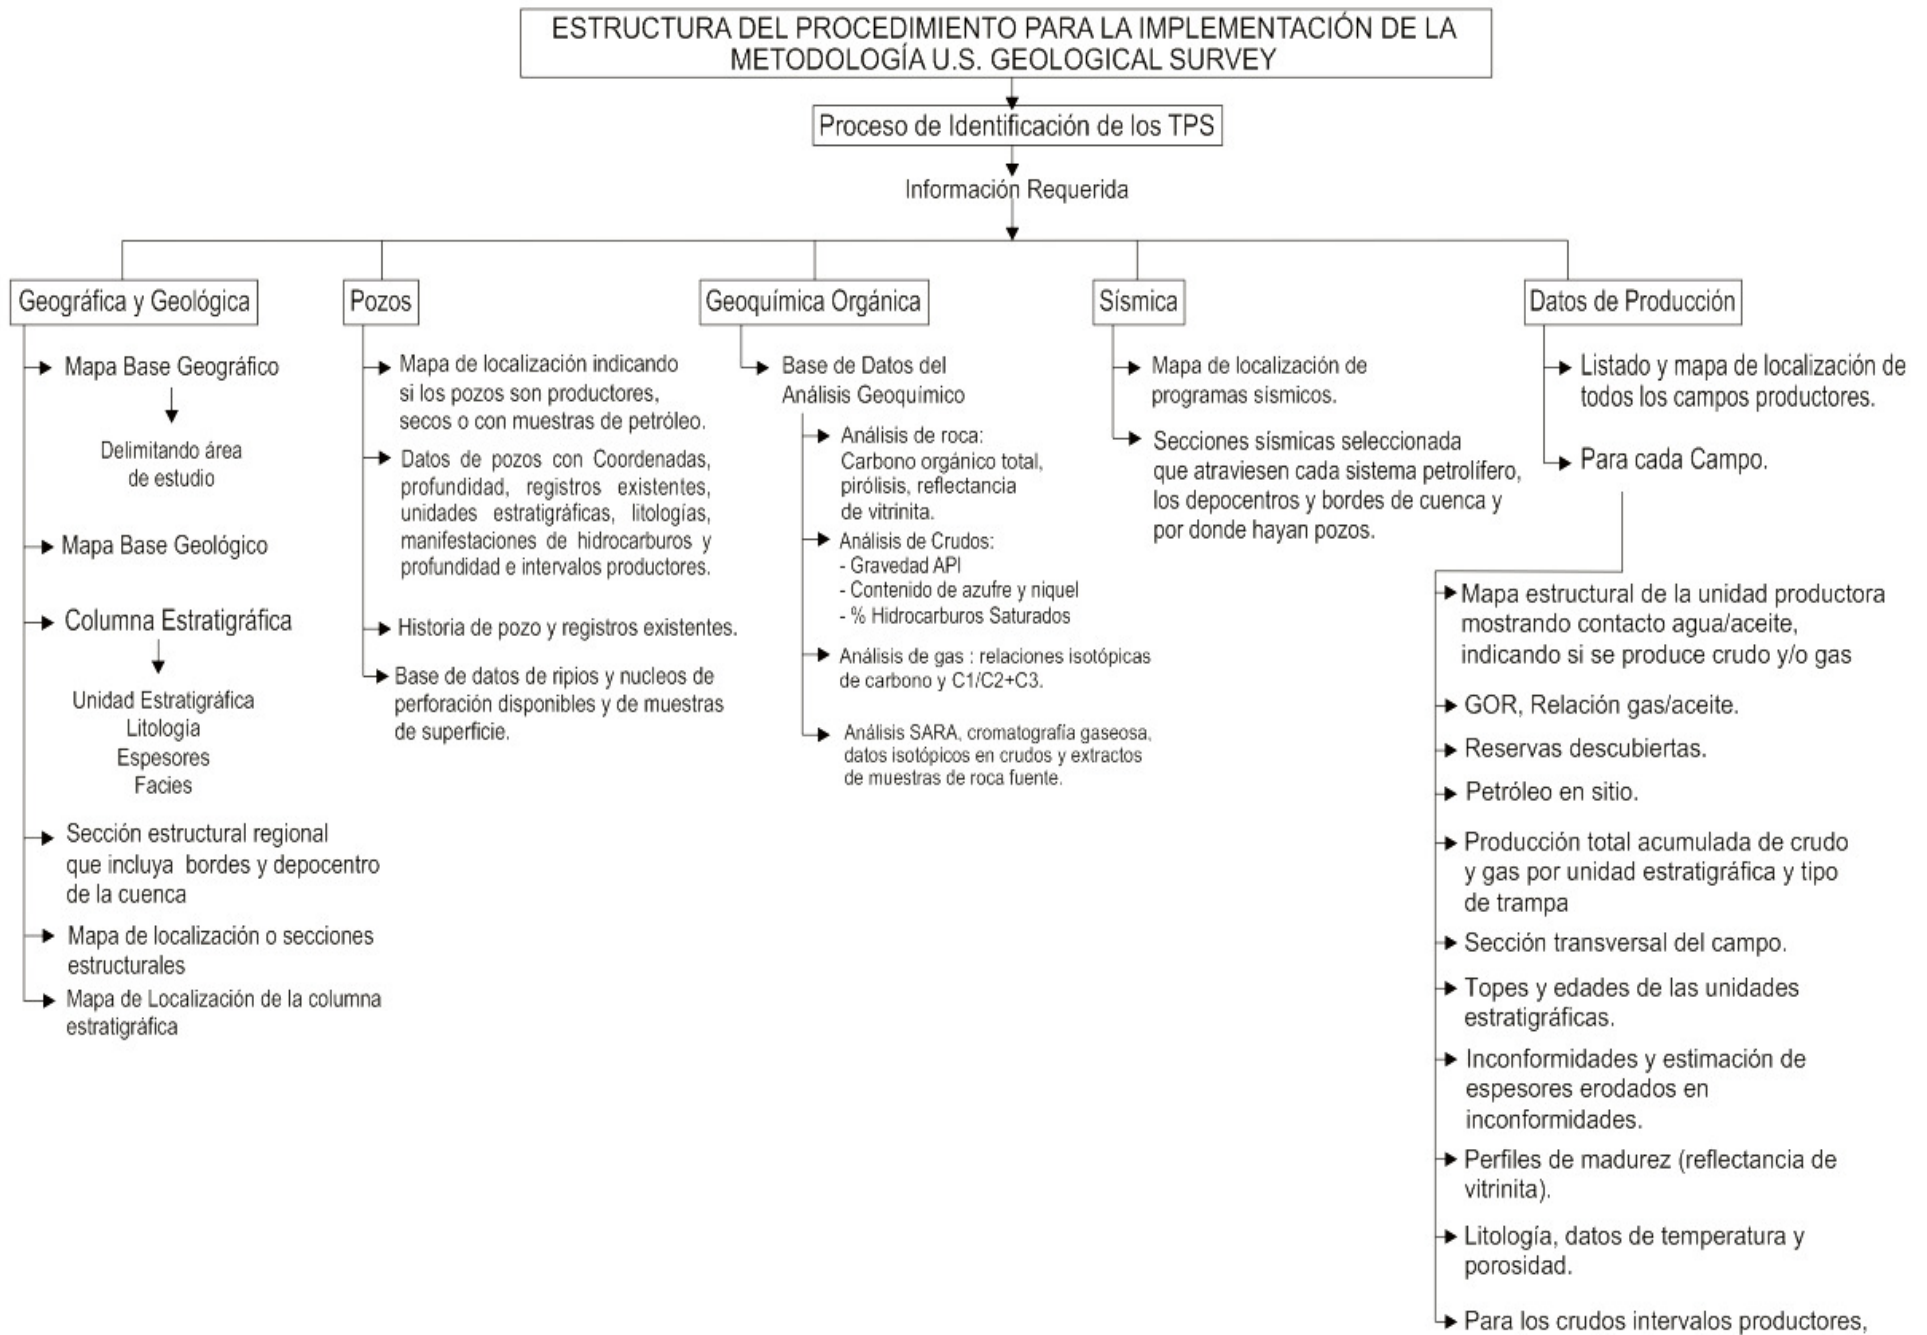 ESTRUCTURA DEL PROCEDIMIENTO PARA LA IMPLEMENTACIÓN DE LA
METODOLOGÍA U.S. GEOLOGICAL SURVEY
Proceso de Identificación de los TPS
Información Requerida
Geográfica y Geológica
Mapa Base Geográfico
Delimitando área
de estudio
Mapa Base Geológico
Columna Estratigráfica
Unidad Estratigráfica
Litología
Espesores
Facies
Sección estructural regional
que incluya bordes y depocentro
de la cuenca
Mapa de localización o secciones
estructurales
Mapa de Localización de la columna
estratigráfica
Pozos
Mapa de localización indicando
si los pozos son productores,
secos o con muestras de petróleo.
Datos de pozos con Coordenadas,
profundidad, registros existentes,
unidades estratigráficas, litologías,
manifestaciones de hidrocarburos y
profundidad e intervalos productores.
Historia de pozo y registros existentes.
Base de datos de ripios y nucleos de
perforación disponibles y de muestras
de superficie.
Geoquímica Orgánica
Base de Datos del
Análisis Geoquímico
Análisis de roca:
Carbono orgánico total,
pirólisis, reflectancia
de vitrinita.
Análisis de Crudos:
- Gravedad API
- Contenido de azufre y niquel
- % Hidrocarburos Saturados
Análisis de gas : relaciones isotópicas
de carbono y C1/C2+C3.
Análisis SARA, cromatografía gaseosa,
datos isotópicos en crudos y extractos
de muestras de roca fuente.
Sísmica
Mapa de localización de
programas sísmicos.
Secciones sísmicas seleccionada
que atraviesen cada sistema petrolífero,
los depocentros y bordes de cuenca y
por donde hayan pozos.
Datos de Producción
Listado y mapa de localización de
todos los campos productores.
Para cada Campo.
Mapa estructural de la unidad productora
mostrando contacto agua/aceite,
indicando si se produce crudo y/o gas
GOR, Relación gas/aceite.
Reservas descubiertas.
Petróleo en sitio.
Producción total acumulada de crudo
y gas por unidad estratigráfica y tipo
de trampa
Sección transversal del campo.
Topes y edades de las unidades
estratigráficas.
Inconformidades y estimación de
espesores erodados en
inconformidades.
Perfiles de madurez (reflectancia de
vitrinita).
Litología, datos de temperatura y
porosidad.
Para los crudos intervalos productores,